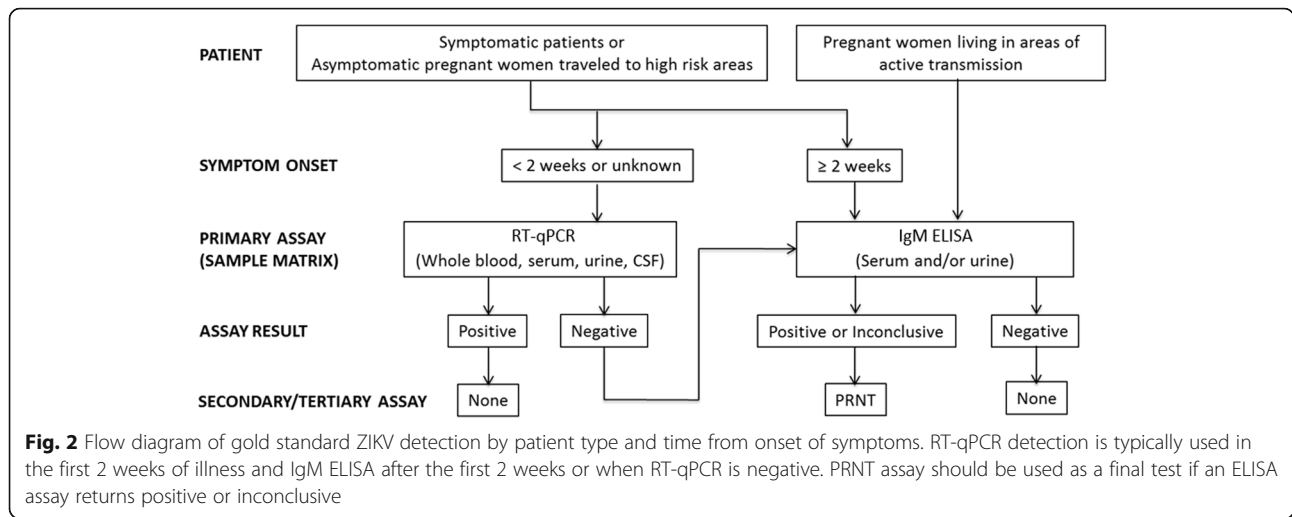 PATIENT
Symptomatic patients or
Asymptomatic pregnant women traveled to high risk areas
Pregnant women living in areas of
active transmission
SYMPTOM ONSET
< 2 weeks or unknown
≥ 2 weeks
PRIMARY ASSAY
(SAMPLE MATRIX)
RT-qPCR
(Whole blood, serum, urine, CSF)
IgM ELISA
(Serum and/or urine)
ASSAY RESULT
Positive
Negative
Positive or Inconclusive
Negative
SECONDARY/TERTIARY ASSAY
None
PRNT
None
Fig. 2 Flow diagram of gold standard ZIKV detection by patient type and time from onset of symptoms. RT-qPCR detection is typically used in
the first 2 weeks of illness and IgM ELISA after the first 2 weeks or when RT-qPCR is negative. PRNT assay should be used as a final test if an ELISA
assay returns positive or inconclusive